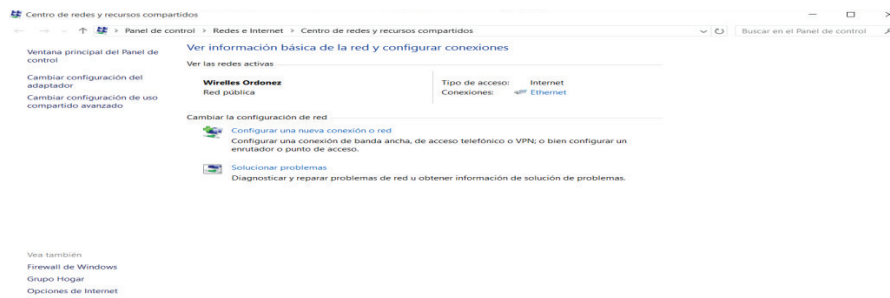 Centro de redes y recursos compartidos
Panel de control > Redes e Internet > Centro de redes y recursos compartidos
Buscar en el Panel de control
Ventana principal del Panel de
control
Cambiar configuración del
adaptador
Cambiar configuración de uso
compartido avanzado
Ver información básica de la red y configurar conexiones
Ver las redes activas
Wirelles Ordonez
Red pública
Tipo de acceso: Internet
Conexiones: Ethernet
Cambiar la configuración de red
Configurar una nueva conexión o red
Configurar una conexión de banda ancha, de acceso telefónico o VPN; o bien configurar un
enrutador o punto de acceso.
Solucionar problemas
Diagnosticar y reparar problemas de red u obtener información de solución de problemas.
Vea también
Firewall de Windows
Grupo Hogar
Opciones de Internet